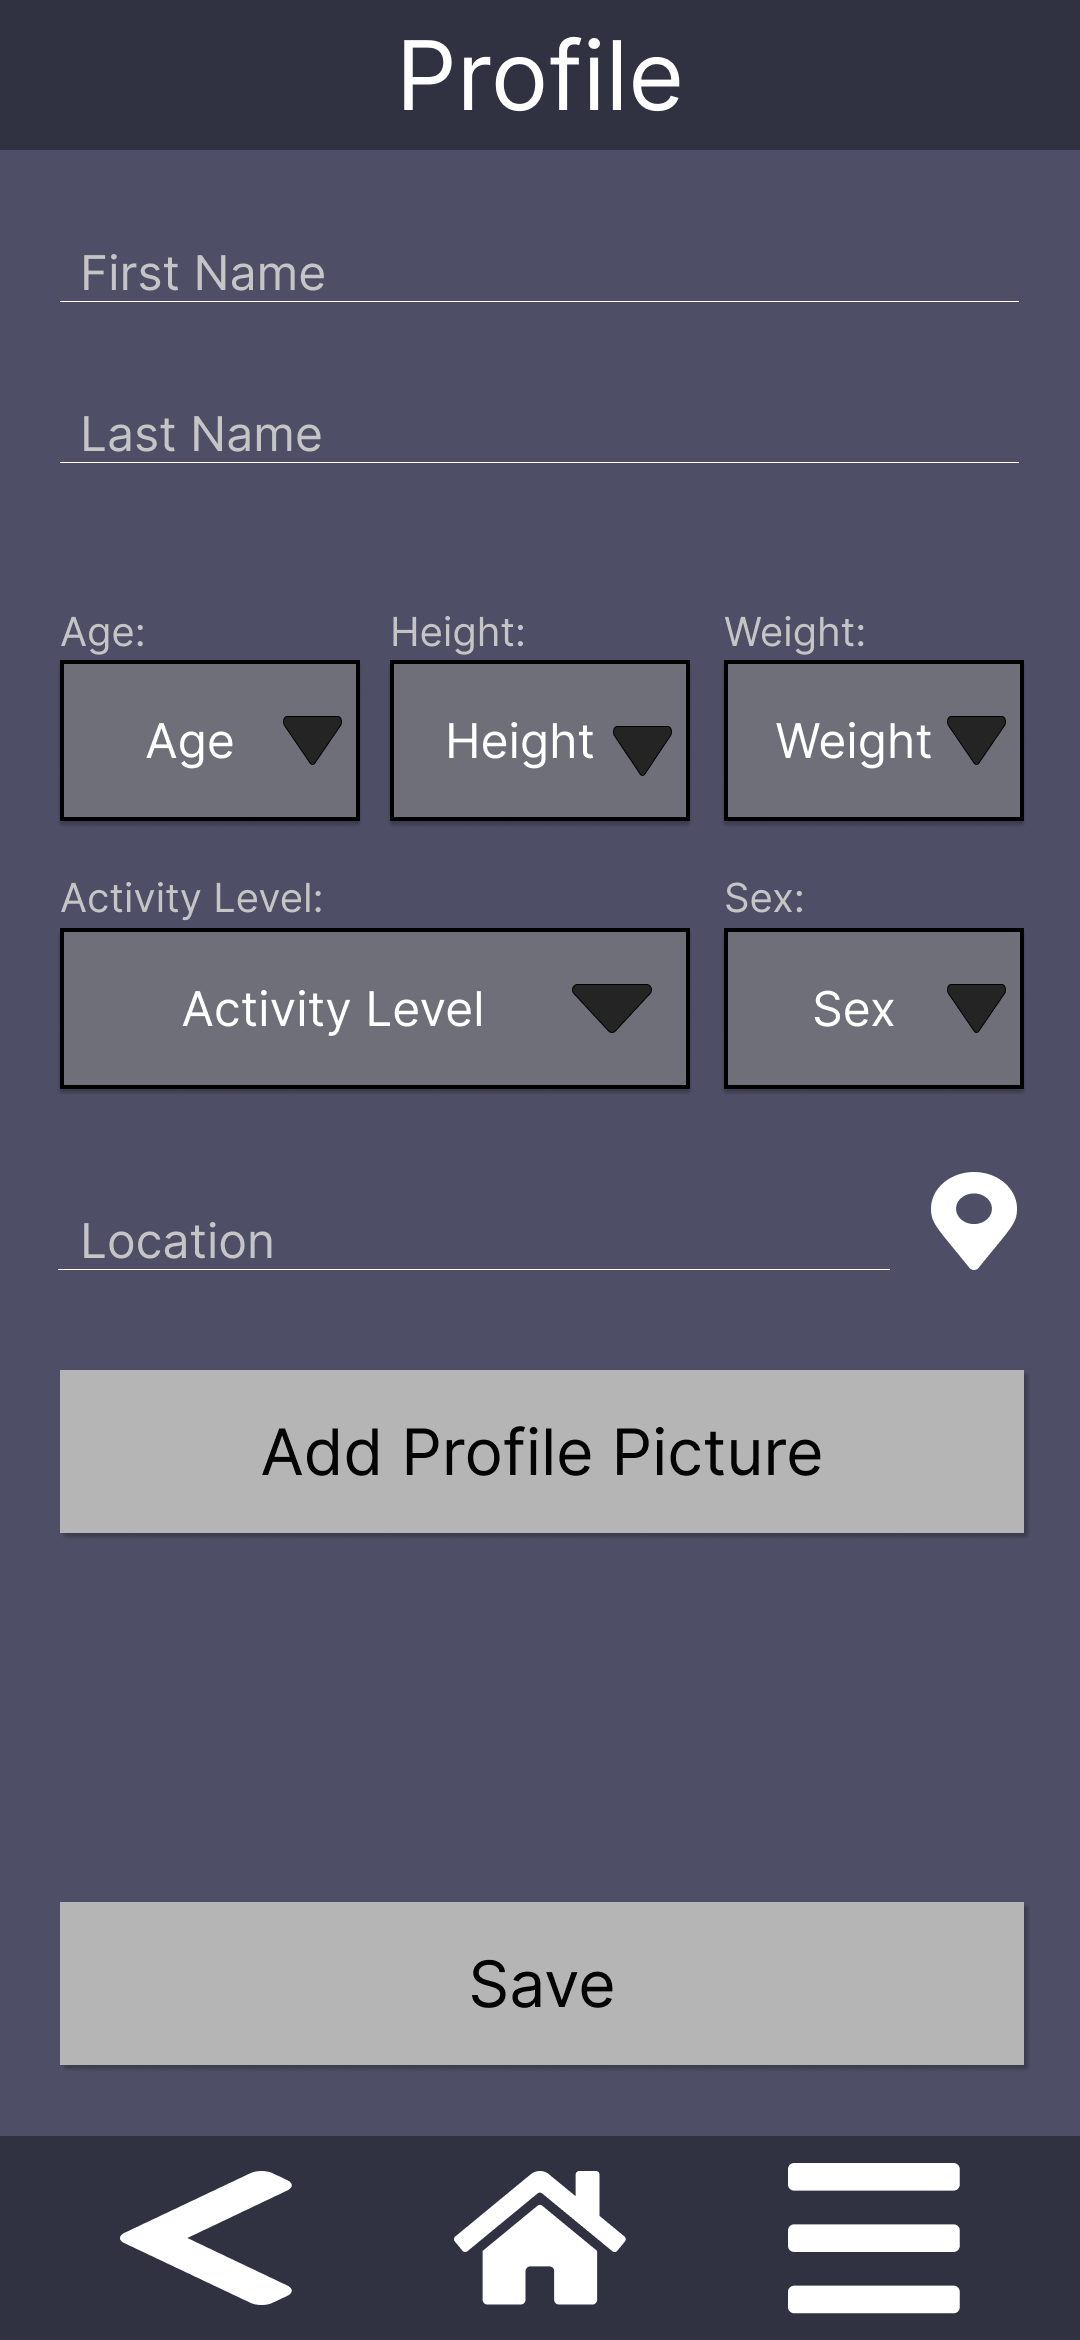 Profile
First Name
Last Name
Age: Height: Weight:
Age Height Weight
Activity Level: Sex:
Activity Level Sex
Location
Add Profile Picture
Save